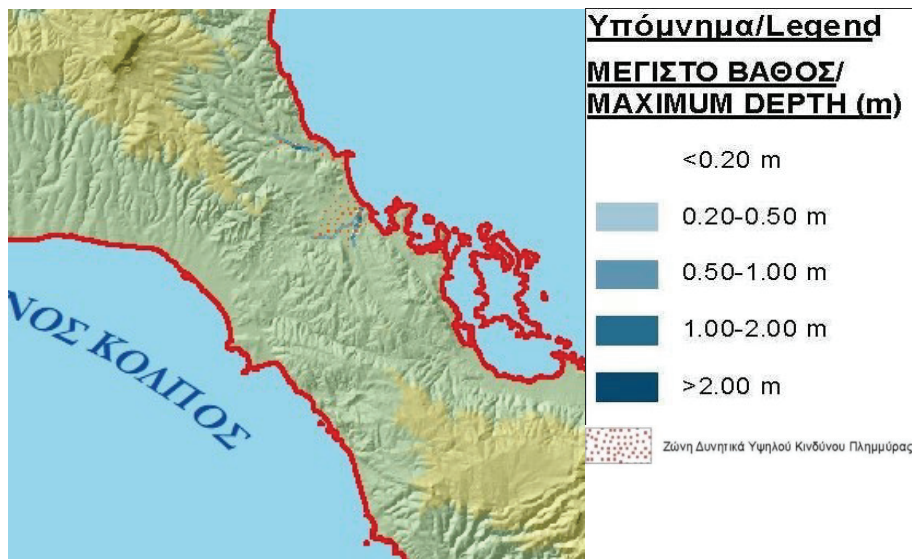 ΝΟΣ ΚΟΛΠΟΣ
Υπόμνημα/Legend
ΜΕΓΙΣΤΟ ΒΑΘΟΣ/
MAXIMUM DEPTH (m)
<0.20 m
0.20-0.50 m
0.50-1.00 m
1.00-2.00 m
>2.00 m
Ζώνη Δυνητικά Υψηλού Κινδύνου Πλημμύρας